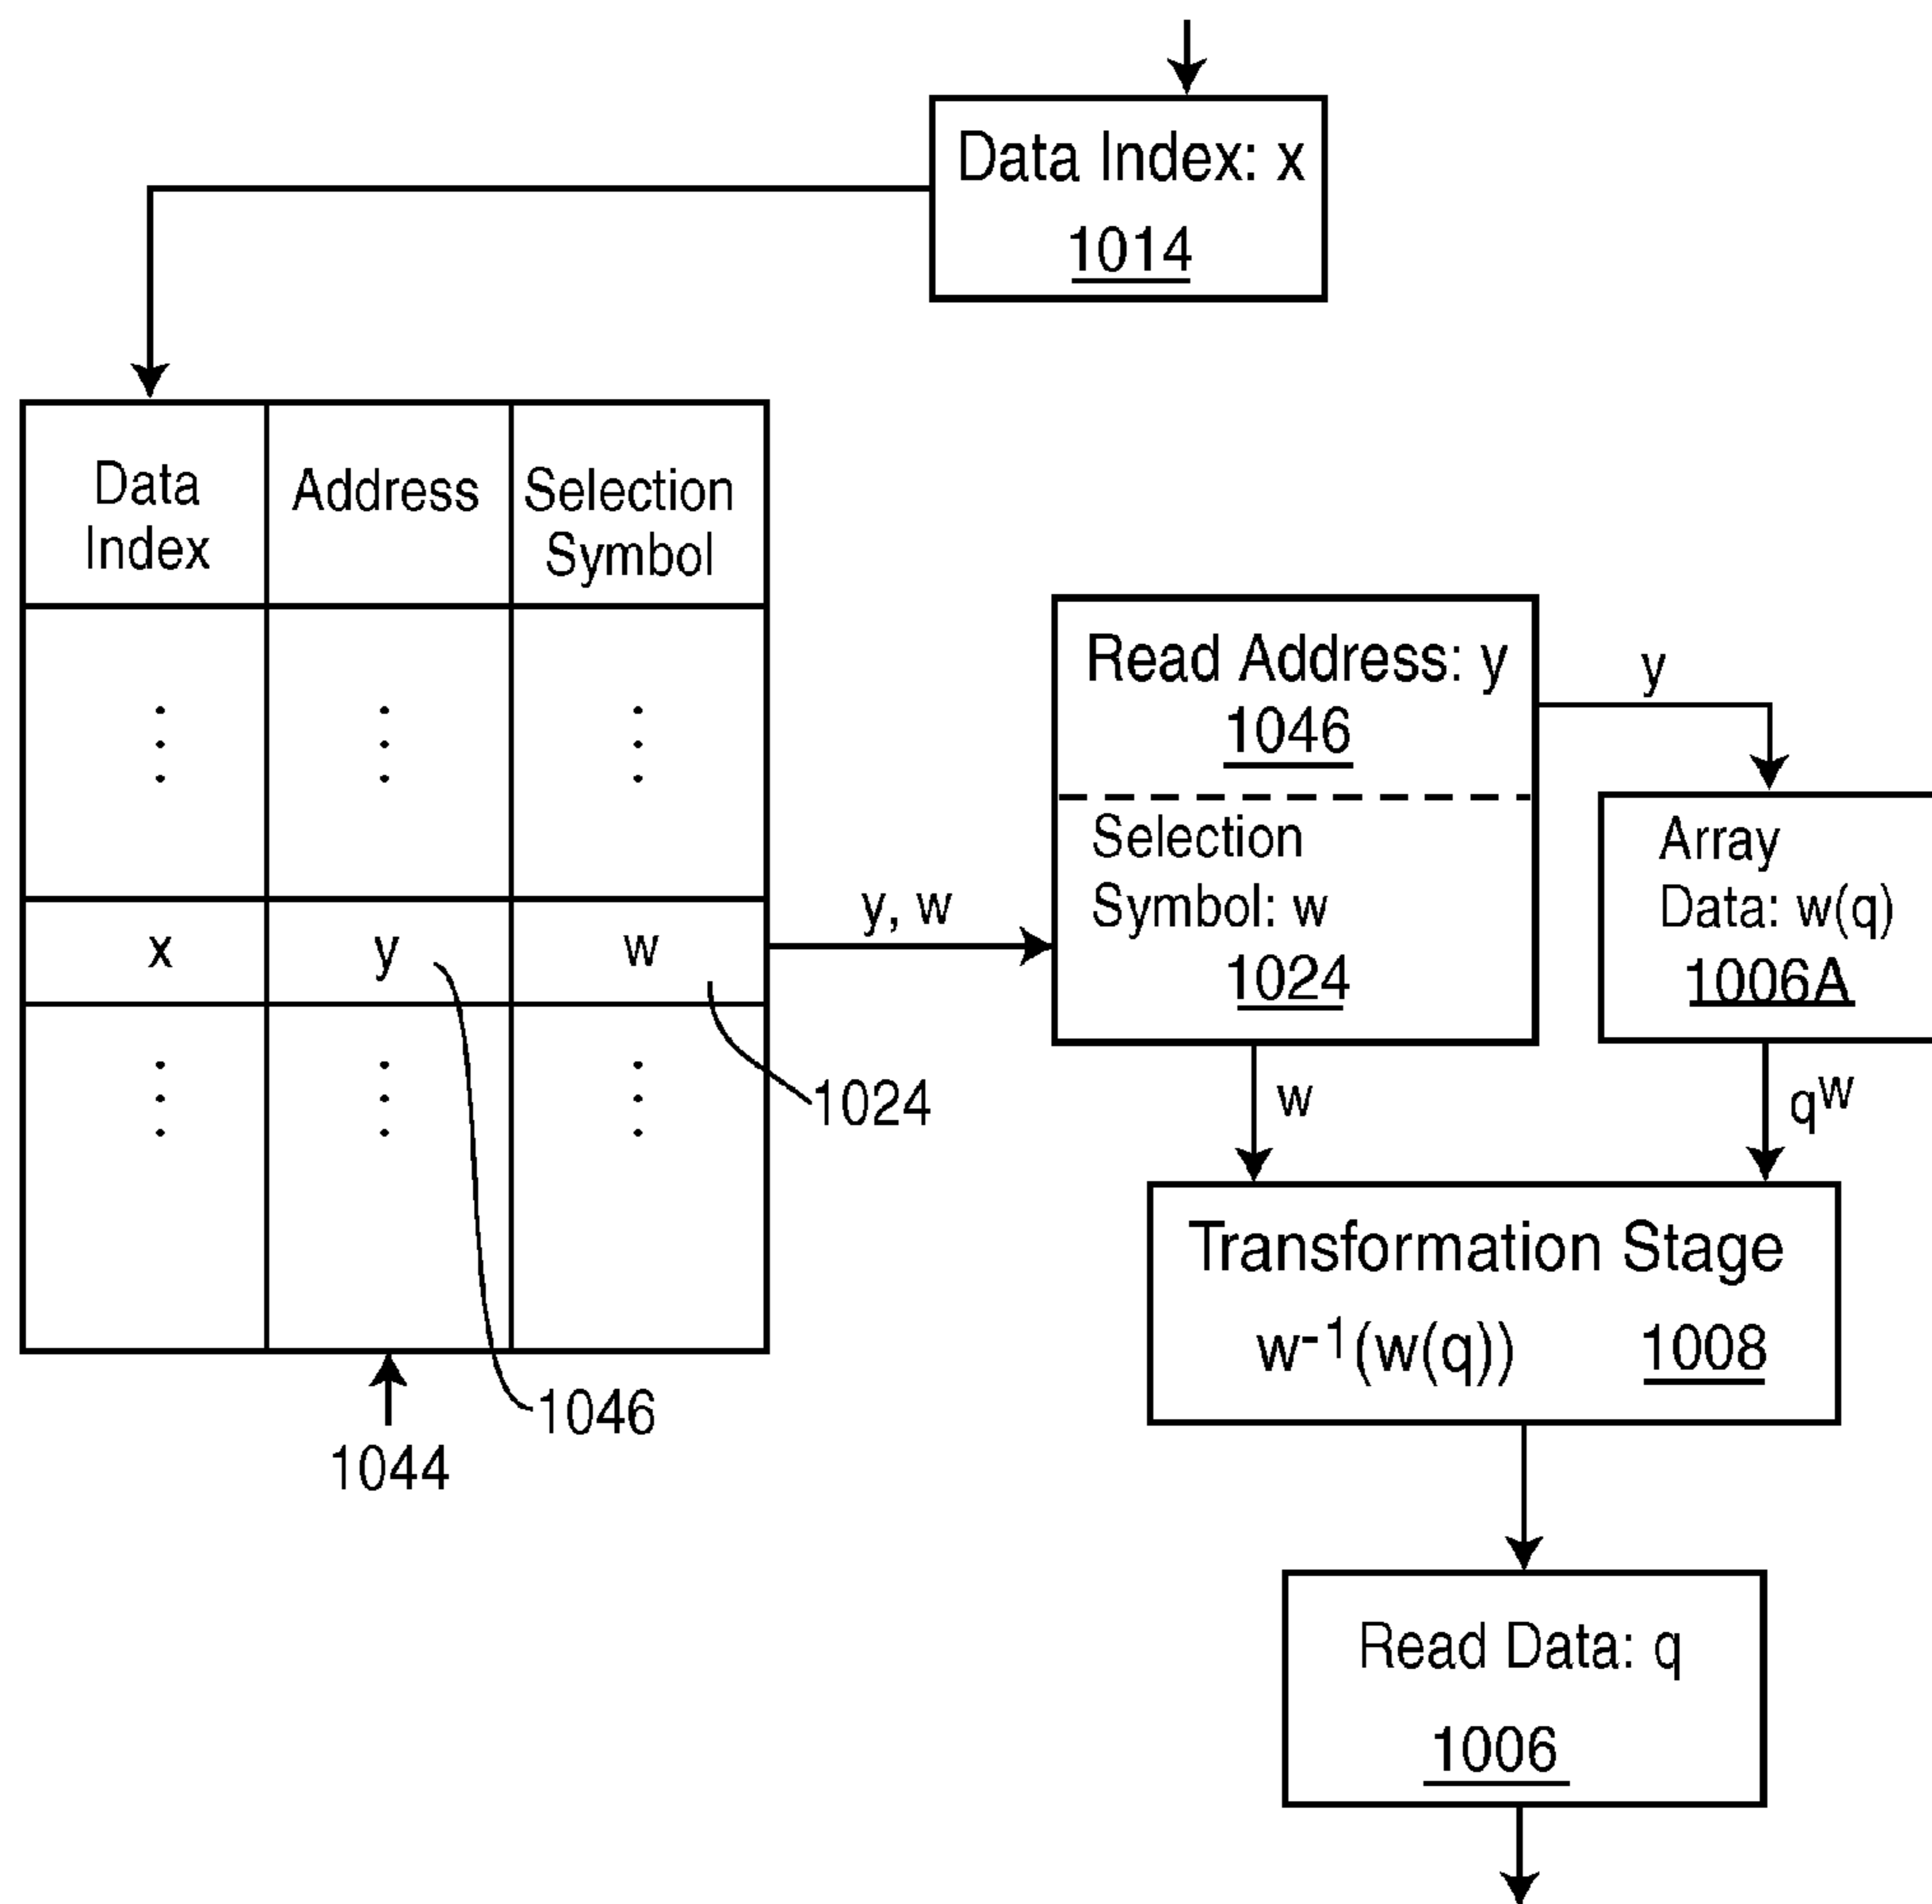 Data Index: x
1014
Data
Index
Address
Selection
Symbol
x
y
w
1024
1046
1044
y, w
Read Address: y
1046
Selection
Symbol: w
1024
y
Array
Data: w(q)
1006A
w
qᵂ
Transformation Stage
w⁻¹(w(q))
1008
Read Data: q
1006